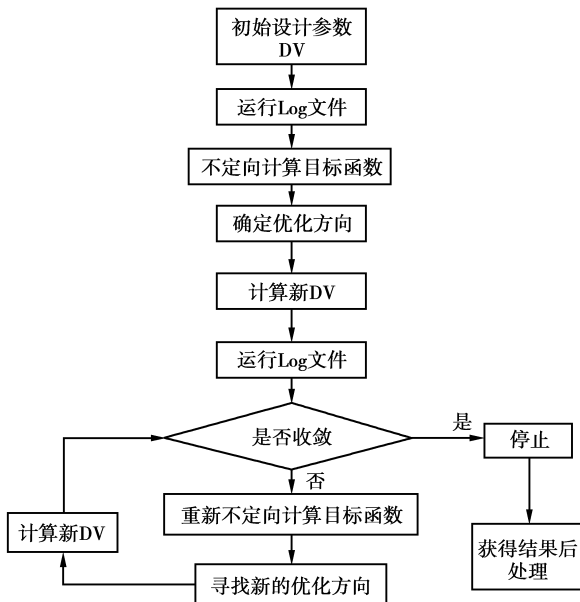 初始设计参数
DV
运行Log文件
不定向计算目标函数
确定优化方向
计算新DV
运行Log文件
是否收敛
是
停止
否
重新不定向计算目标函数
计算新DV
获得结果后
处理
寻找新的优化方向